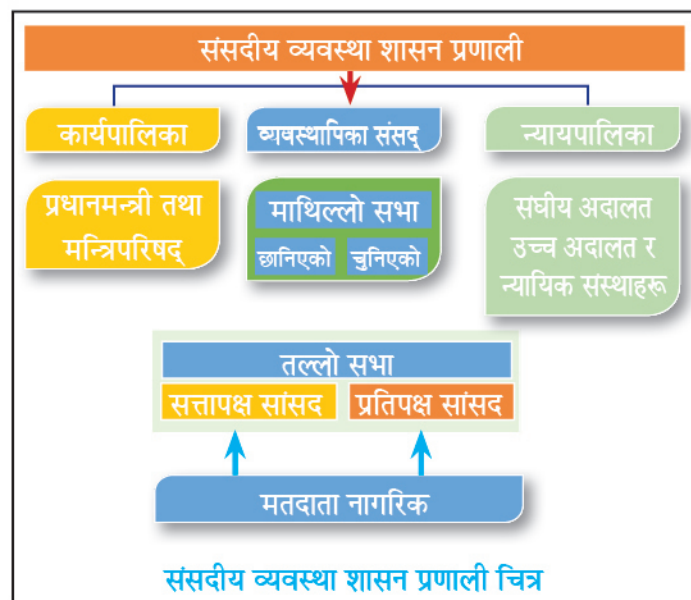 संसदीय व्यवस्था शासन प्रणाली
कार्यपालिका
व्यवस्थापिका संसद्
न्यायपालिका
प्रधानमन्त्री तथा
मन्त्रिपरिषद्
माथिल्लो सभा
छानिएको
चुनिएको
संघीय अदालत
उच्च अदालत र
न्यायिक संस्थाहरू
तल्लो सभा
सत्तापक्ष सांसद
प्रतिपक्ष सांसद
मतदाता नागरिक
संसदीय व्यवस्था शासन प्रणाली चित्र